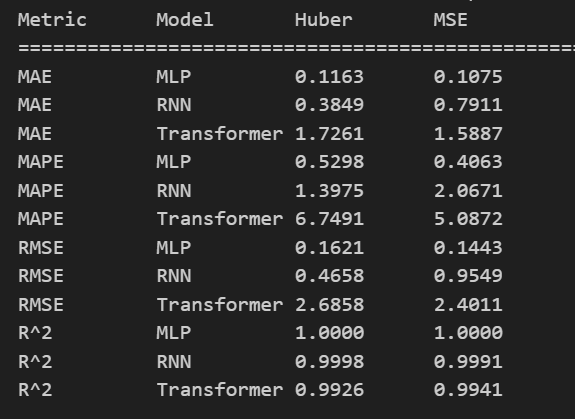 Metric Model Huber MSE
==================================================
MAE MLP 0.1163 0.1075
MAE RNN 0.3849 0.7911
MAE Transformer 1.7261 1.5887
MAPE MLP 0.5298 0.4063
MAPE RNN 1.3975 2.0671
MAPE Transformer 6.7491 5.0872
RMSE MLP 0.1621 0.1443
RMSE RNN 0.4658 0.9549
RMSE Transformer 2.6858 2.4011
R^2 MLP 1.0000 1.0000
R^2 RNN 0.9998 0.9991
R^2 Transformer 0.9926 0.9941